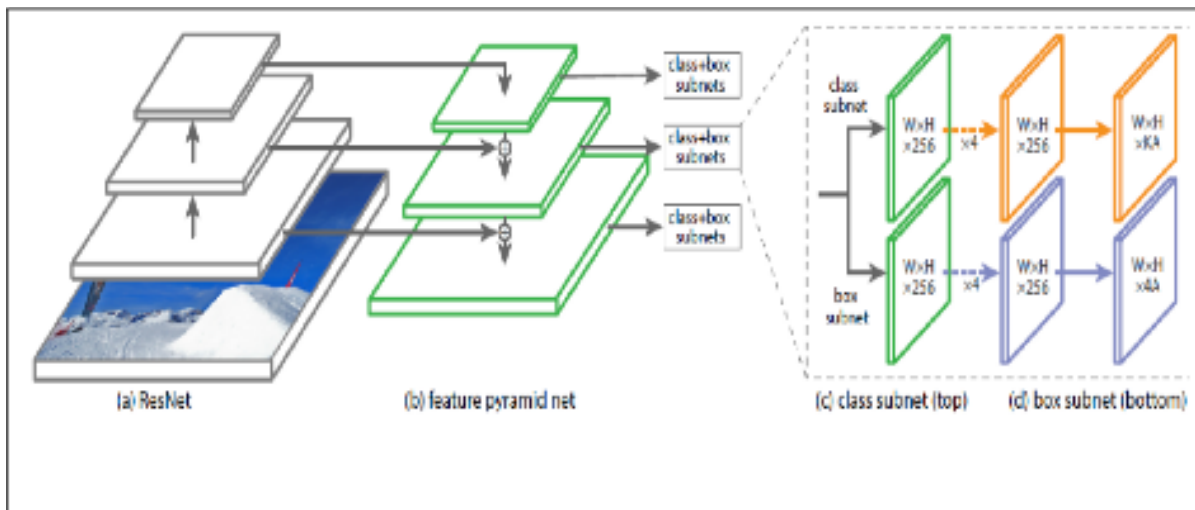 class+box
subnets
class+box
subnets
class+box
subnets
class
subnet
W×H
×256
×4
W×H
×256
W×H
×KA
box
subnet
W×H
×256
×4
W×H
×256
W×H
×4A
(a) ResNet
(b) feature pyramid net
(c) class subnet (top)
(d) box subnet (bottom)